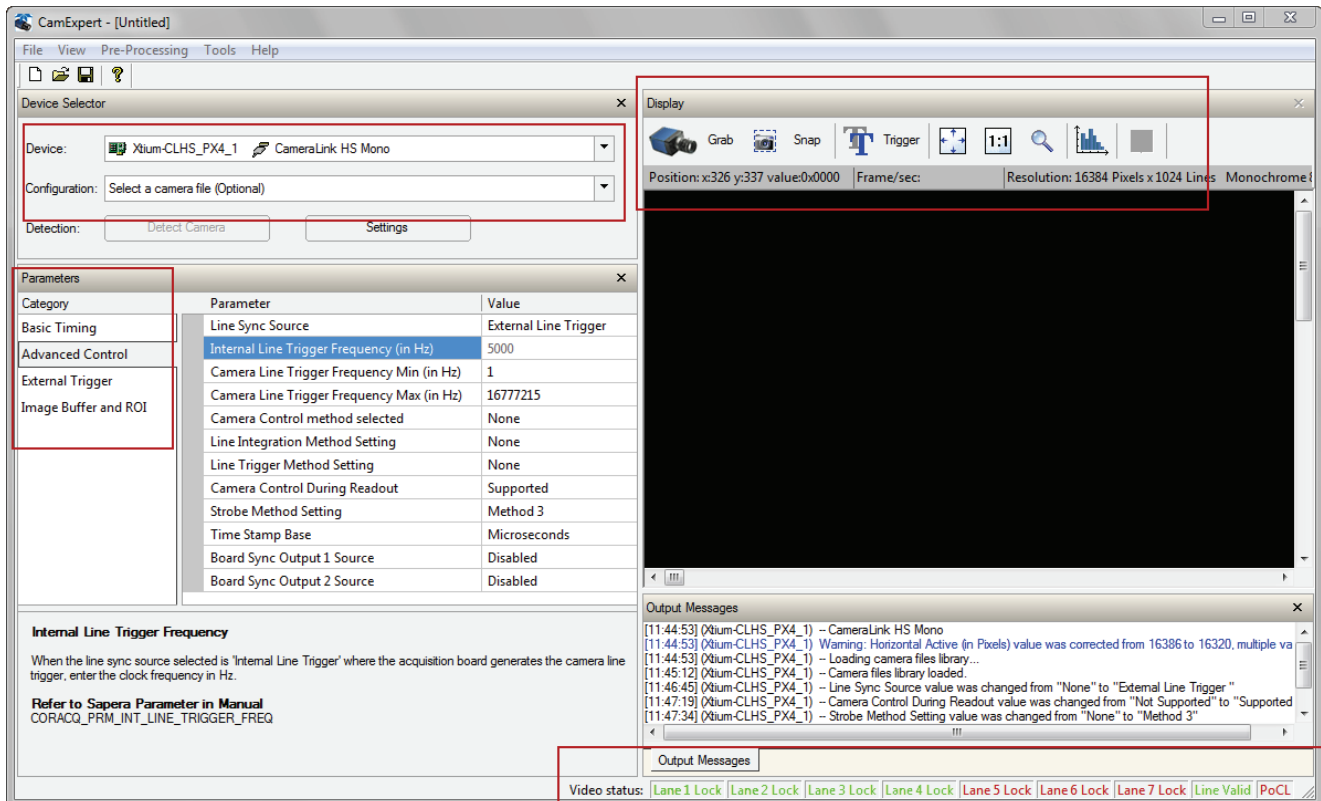 CamExpert - [Untitled]
File View Pre-Processing Tools Help
Device Selector
Device: Xtium-CLHS_PX4_1 CameraLink HS Mono
Configuration: Select a camera file (Optional)
Detection: Detect Camera Settings
Parameters
Category Parameter Value
Basic Timing
Advanced Control
External Trigger
Image Buffer and ROI
Line Sync Source External Line Trigger
Internal Line Trigger Frequency (in Hz) 5000
Camera Line Trigger Frequency Min (in Hz) 1
Camera Line Trigger Frequency Max (in Hz) 16777215
Camera Control method selected None
Line Integration Method Setting None
Line Trigger Method Setting None
Camera Control During Readout Supported
Strobe Method Setting Method 3
Time Stamp Base Microseconds
Board Sync Output 1 Source Disabled
Board Sync Output 2 Source Disabled
Internal Line Trigger Frequency
When the line sync source selected is 'Internal Line Trigger' where the acquisition board generates the camera line
trigger, enter the clock frequency in Hz.
Refer to Sapera Parameter in Manual
CORACQ_PRM_INT_LINE_TRIGGER_FREQ
Display
Grab Snap Trigger 1:1
Position: x:326 y:337 value:0x0000 Frame/sec: Resolution: 16384 Pixels x 1024 Lines Monochrome 8
Output Messages
[11:44:53] (Xtium-CLHS_PX4_1) -- CameraLink HS Mono
[11:44:53] (Xtium-CLHS_PX4_1) Warning: Horizontal Active (in Pixels) value was corrected from 16386 to 16320, multiple va
[11:44:53] (Xtium-CLHS_PX4_1) -- Loading camera files library...
[11:45:12] (Xtium-CLHS_PX4_1) -- Camera files library loaded.
[11:46:45] (Xtium-CLHS_PX4_1) -- Line Sync Source value was changed from "None" to "External Line Trigger "
[11:47:19] (Xtium-CLHS_PX4_1) -- Camera Control During Readout value was changed from "Not Supported" to "Supported
[11:47:34] (Xtium-CLHS_PX4_1) -- Strobe Method Setting value was changed from "None" to "Method 3"
Output Messages
Video status: Lane 1 Lock Lane 2 Lock Lane 3 Lock Lane 4 Lock Lane 5 Lock Lane 6 Lock Lane 7 Lock Line Valid PoCL